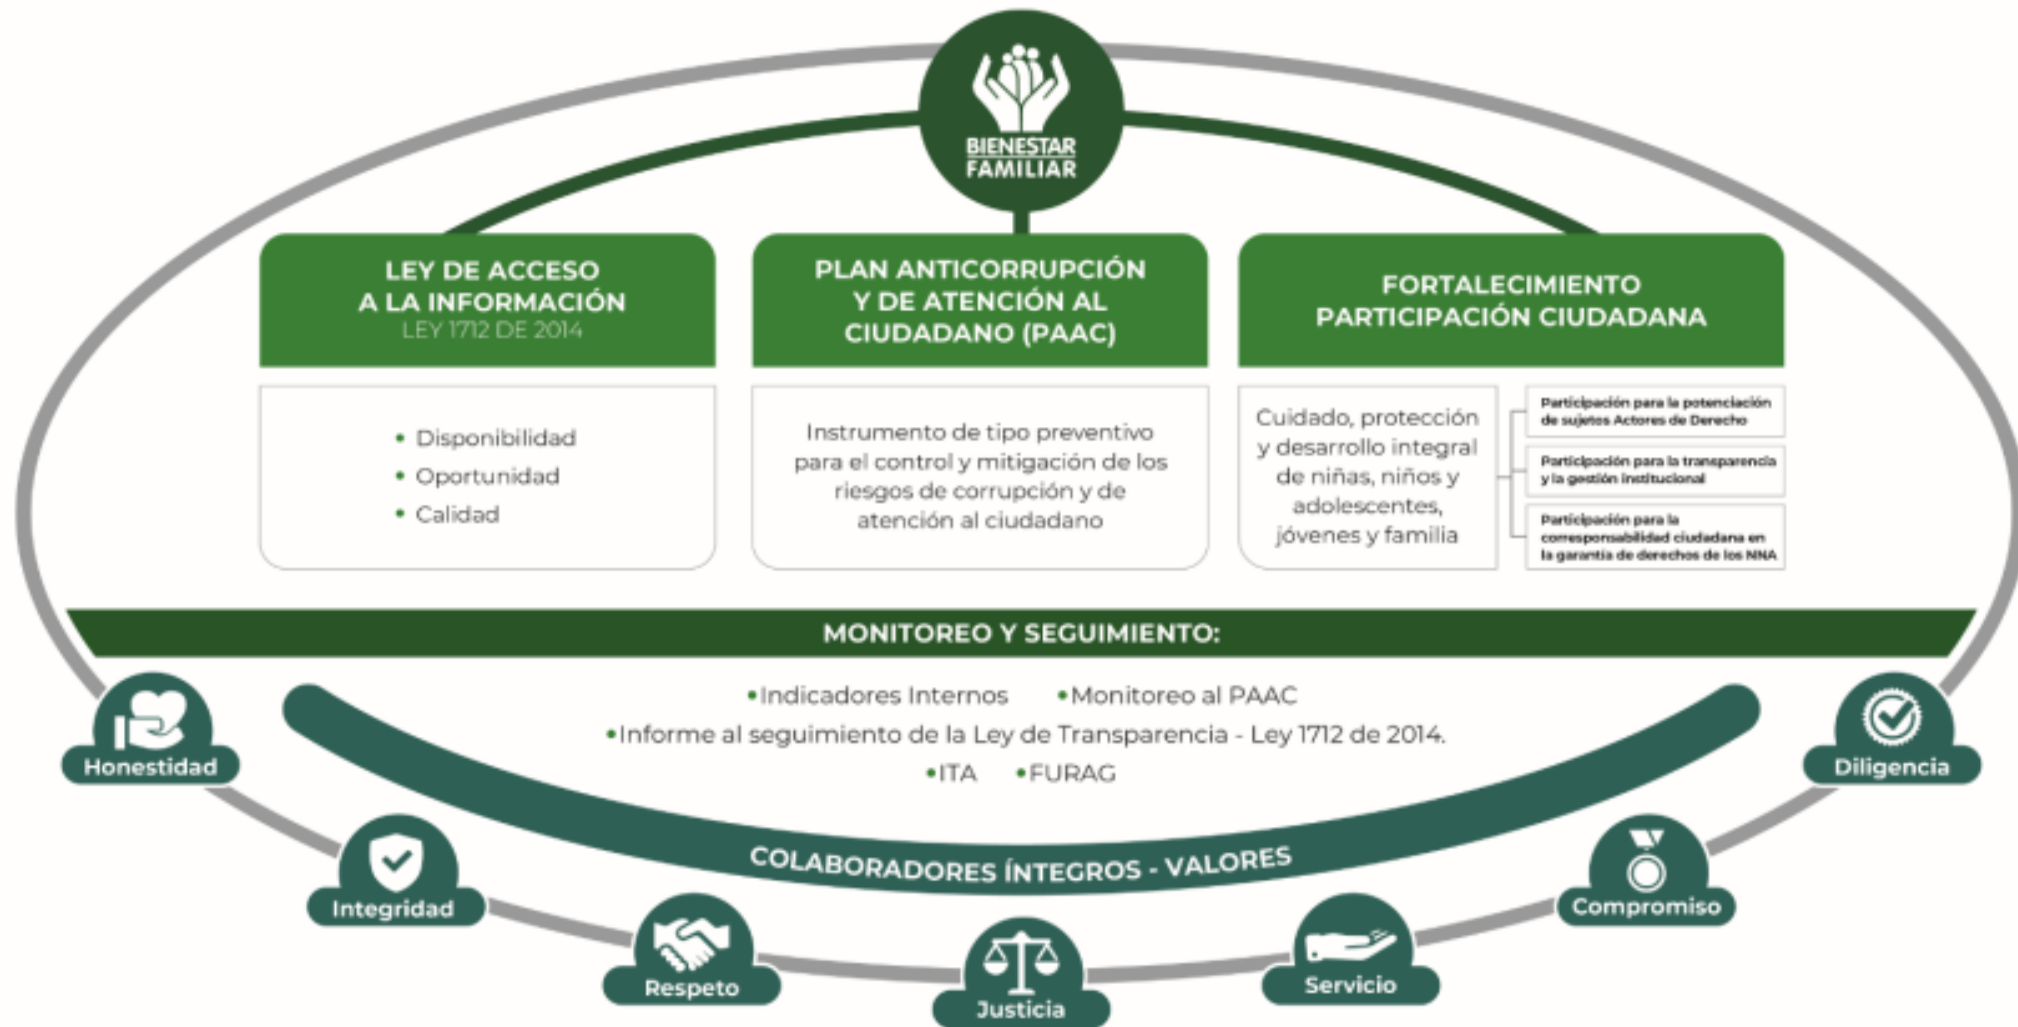 BIENESTAR
FAMILIAR
LEY DE ACCESO
A LA INFORMACIÓN
LEY 1712 DE 2014
• Disponibilidad
• Oportunidad
• Calidad
PLAN ANTICORRUPCIÓN
Y DE ATENCIÓN AL
CIUDADANO (PAAC)
Instrumento de tipo preventivo
para el control y mitigación de los
riesgos de corrupción y de
atención al ciudadano
FORTALECIMIENTO
PARTICIPACIÓN CIUDADANA
Cuidado, protección
y desarrollo integral
de niñas, niños y
adolescentes,
jóvenes y familia
Participación para la potenciación
de sujetos Actores de Derecho
Participación para la transparencia
y la gestión institucional
Participación para la
corresponsabilidad ciudadana en
la garantía de derechos de los NNA
MONITOREO Y SEGUIMIENTO:
•Indicadores Internos •Monitoreo al PAAC
•Informe al seguimiento de la Ley de Transparencia - Ley 1712 de 2014.
•ITA •FURAG
COLABORADORES ÍNTEGROS - VALORES
Honestidad
Integridad
Respeto
Justicia
Servicio
Compromiso
Diligencia